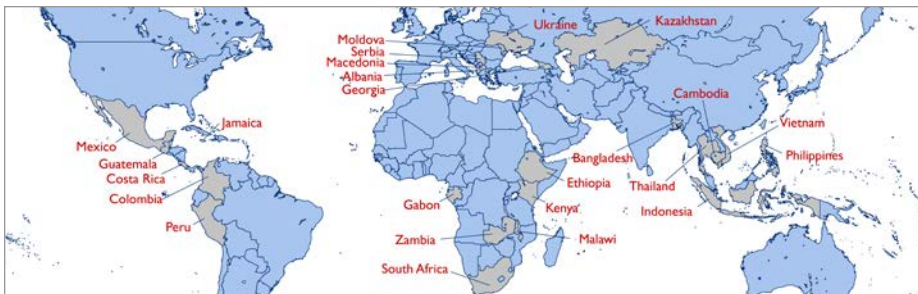 Ukraine
Kazakhstan
Moldova
Serbia
Macedonia
Albania
Georgia
Cambodia
Jamaica
Mexico
Vietnam
Guatemala
Bangladesh
Philippines
Costa Rica
Ethiopia
Thailand
Colombia
Gabon
Kenya
Indonesia
Peru
Zambia
Malawi
South Africa